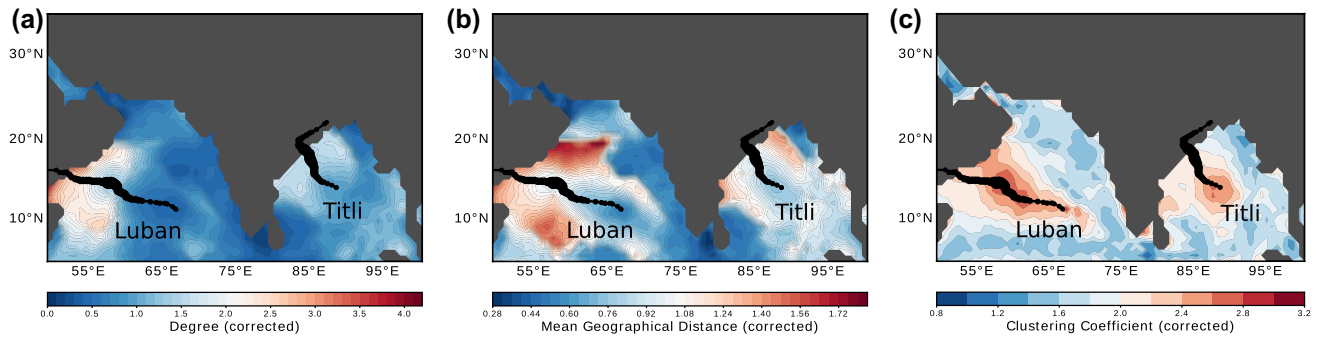 (a)
30°N
20°N
10°N
Luban
Titli
55°E 65°E 75°E 85°E 95°E
0.0 0.5 1.0 1.5 2.0 2.5 3.0 3.5 4.0
Degree (corrected)
(b)
Luban
Titli
55°E 65°E 75°E 85°E 95°E
0.28 0.44 0.60 0.76 0.92 1.08 1.24 1.40 1.56 1.72
Mean Geographical Distance (corrected)
(c)
30°N
20°N
10°N
Luban
Titli
55°E 65°E 75°E 85°E 95°E
0.8 1.2 1.6 2.0 2.4 2.8 3.2
Clustering Coefficient (corrected)